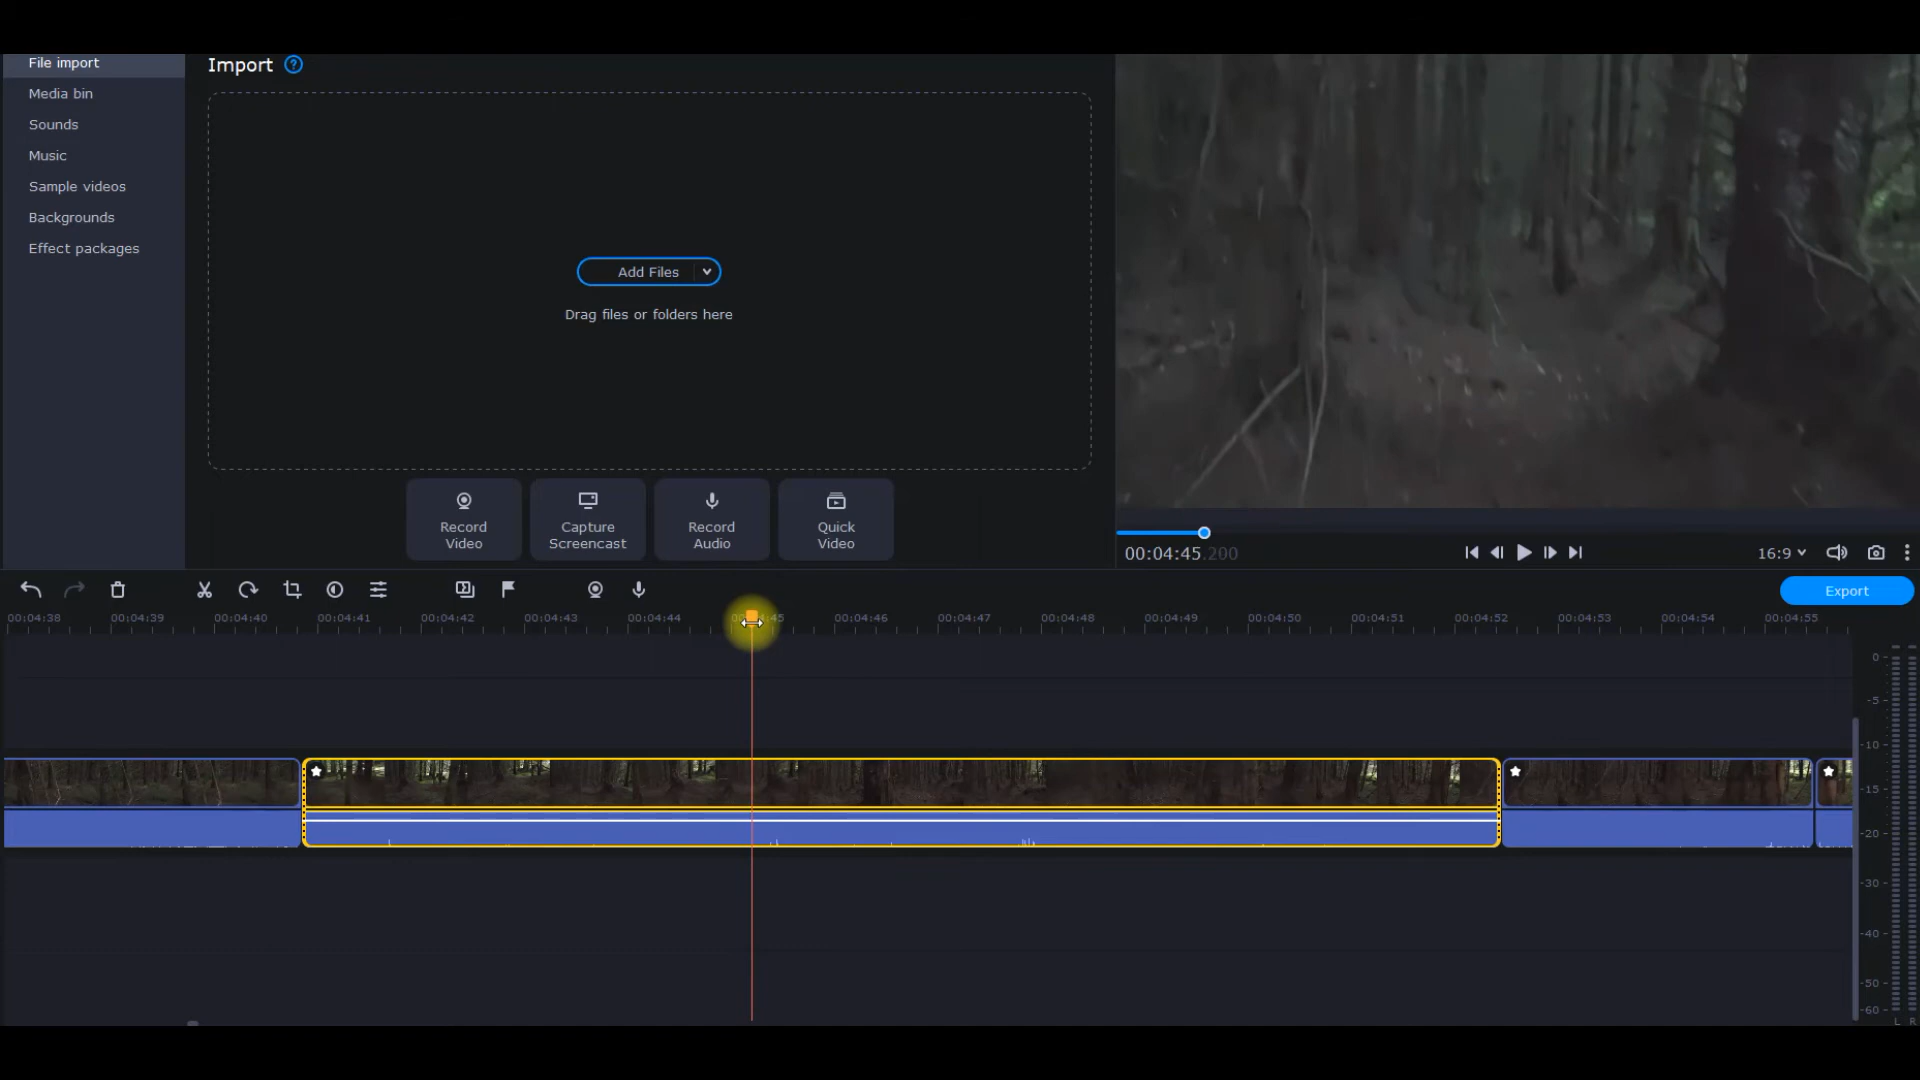 File import
Media bin
Sounds
Music
Sample videos
Backgrounds
Effect packages
Import ?
Add Files
Drag files or folders here
Record Video
Capture Screencast
Record Audio
Quick Video
00:04:45.200
16:9
Export
00:04:38 00:04:39 00:04:40 00:04:41 00:04:42 00:04:43 00:04:44 :45 00:04:46 00:04:47 00:04:48 00:04:49 00:04:50 00:04:51 00:04:52 00:04:53 00:04:54 00:04:55
0
-5
-10
-15
-20
-30
-40
-50
-60
L R